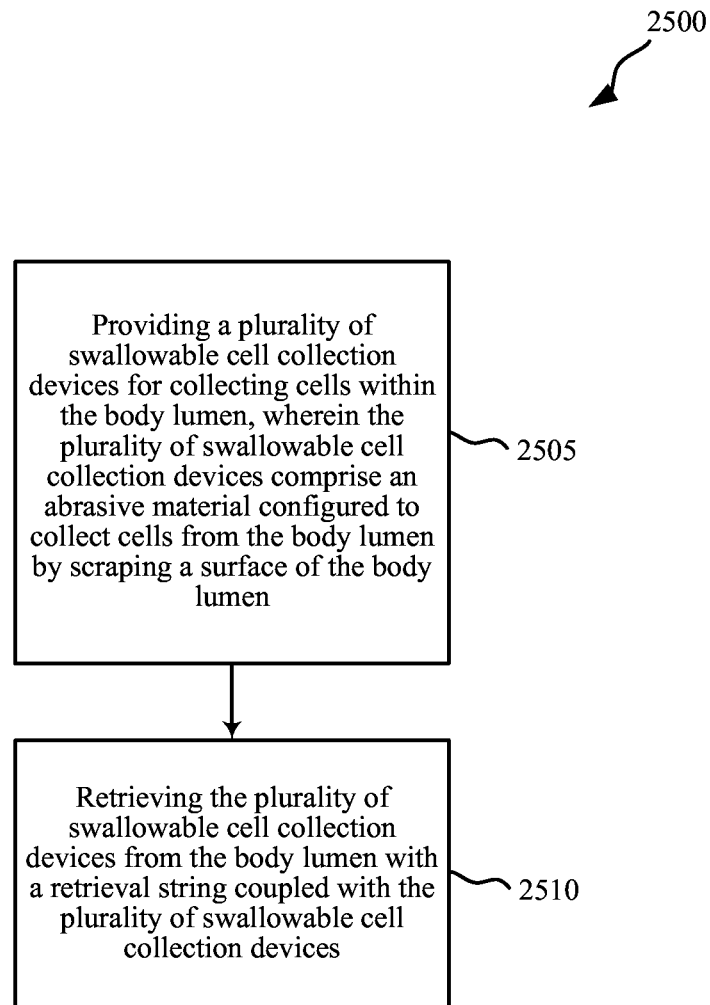 2500
Providing a plurality of
swallowable cell collection
devices for collecting cells within
the body lumen, wherein the
plurality of swallowable cell
collection devices comprise an
abrasive material configured to
collect cells from the body lumen
by scraping a surface of the body
lumen
2505
Retrieving the plurality of
swallowable cell collection
devices from the body lumen with
a retrieval string coupled with the
plurality of swallowable cell
collection devices
2510